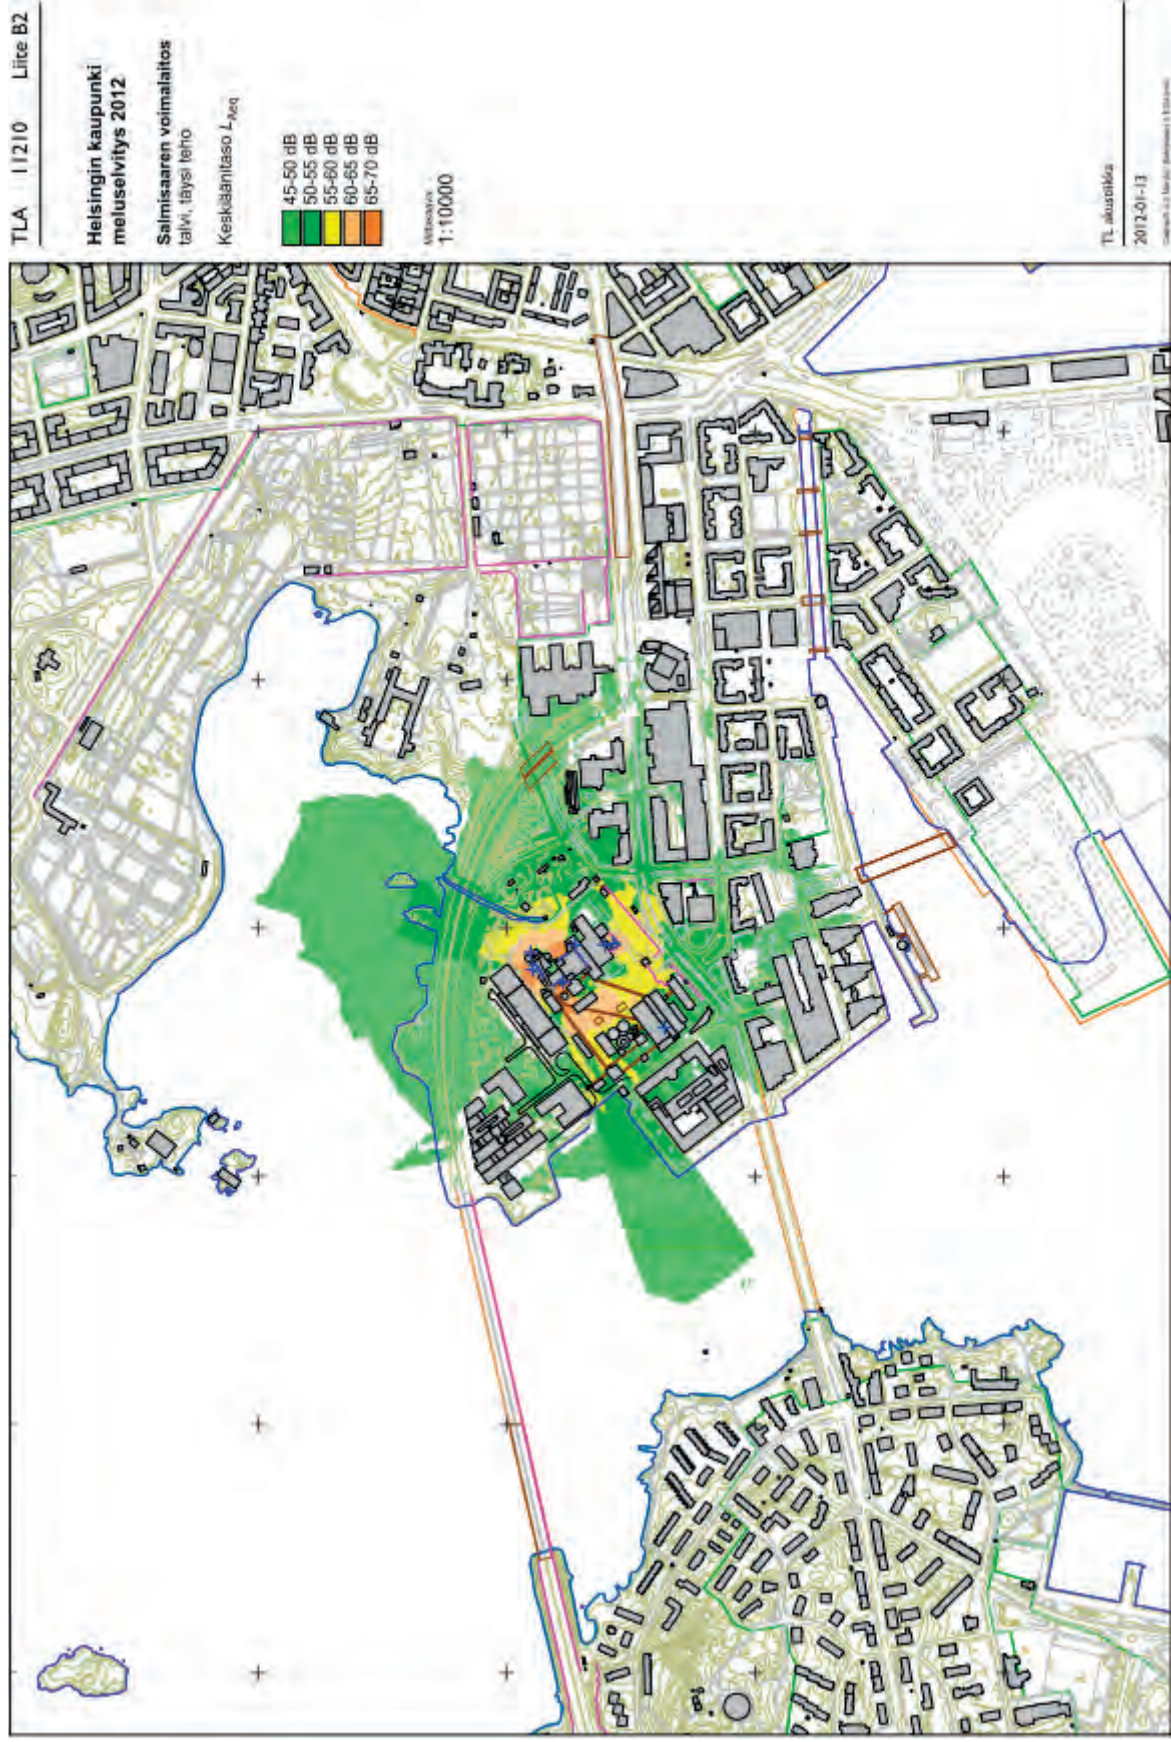 TLA 11210 Liite B2
Helsingin kaupunki
meluselvitys 2012
Salmisaaren voimalaitos
talvi, täysi teho
Keskiäänitaso LAeq
45-50 dB
50-55 dB
55-60 dB
60-65 dB
65-70 dB
Mittakaava
1:10000
TL akustiikka
2012-01-13